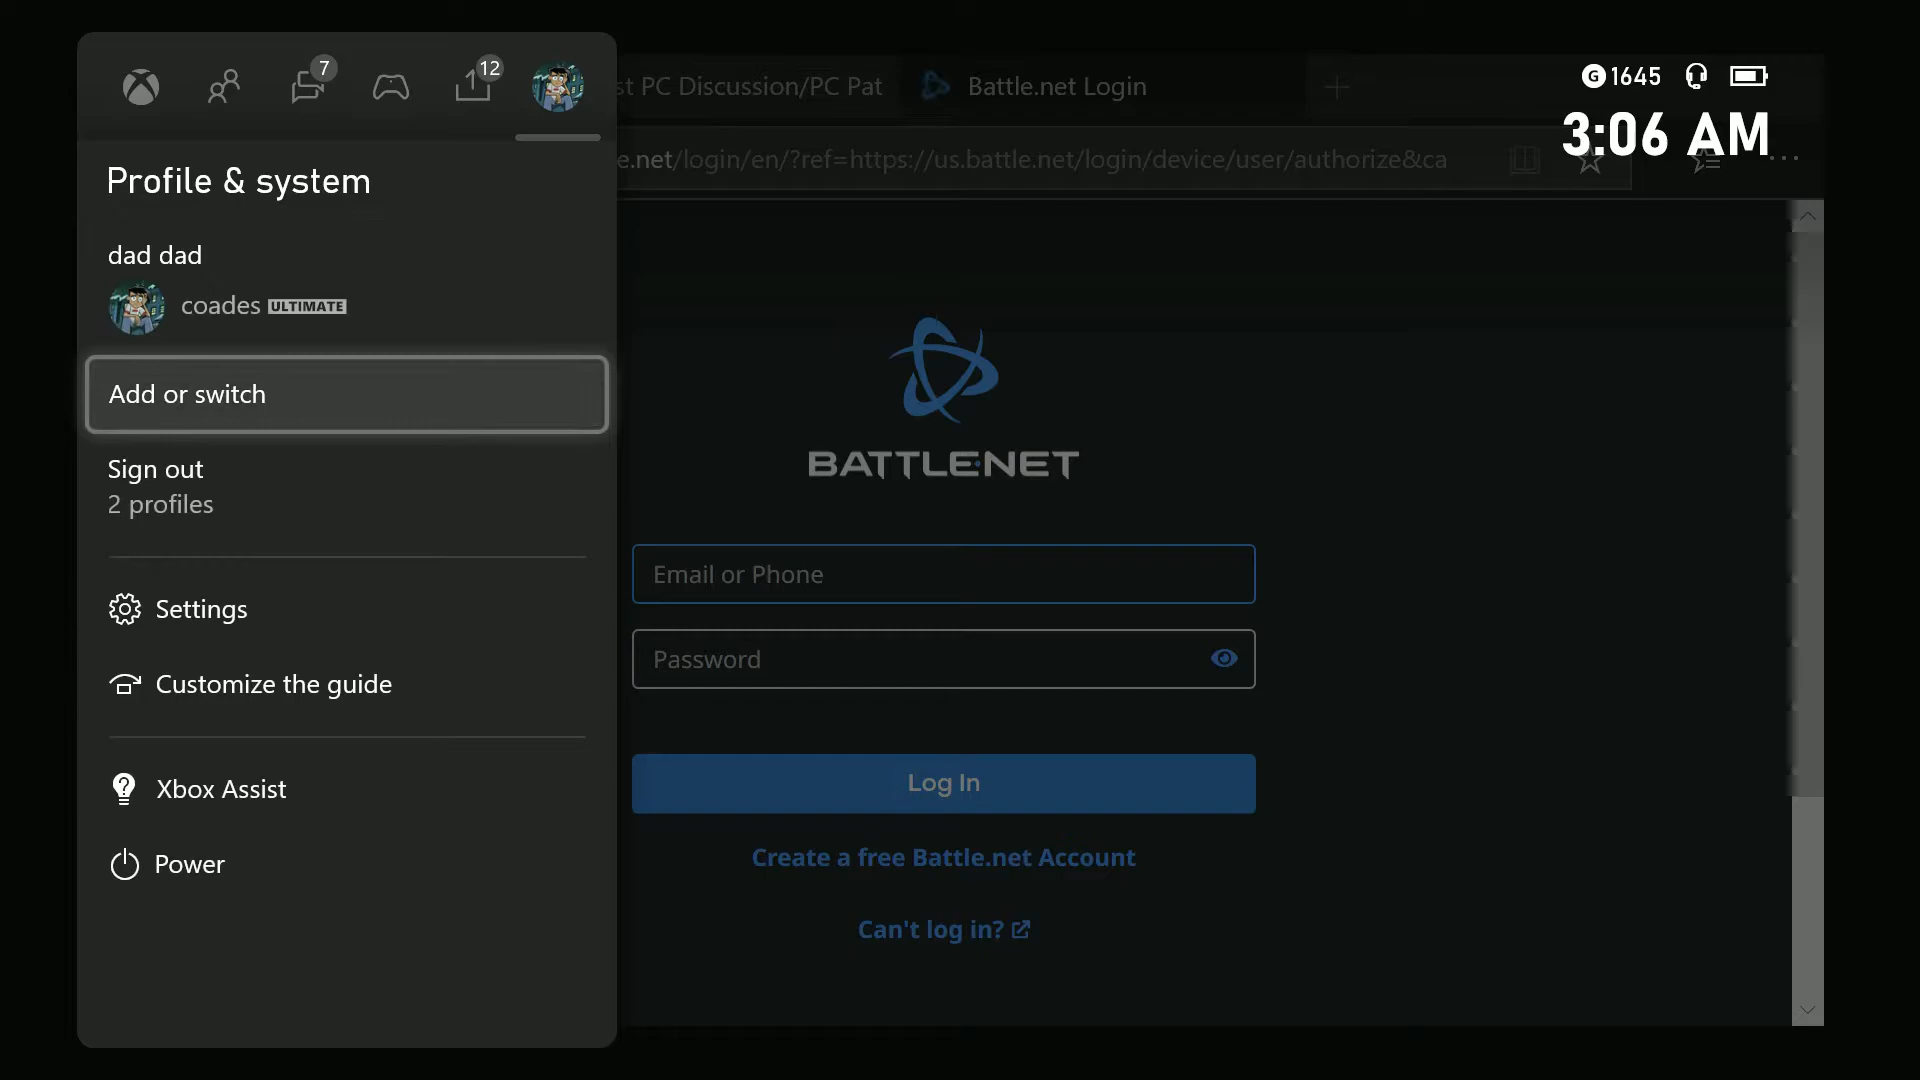 7
12
st PC Discussion/PC Pat
Battle.net Login
G 1645
3:06 AM
e.net/login/en/?ref=https://us.battle.net/login/device/user/authorize&ca
Profile & system
dad dad
coades ULTIMATE
Add or switch
Sign out
2 profiles
Settings
Customize the guide
Xbox Assist
Power
BATTLE.NET
Email or Phone
Password
Log In
Create a free Battle.net Account
Can't log in?